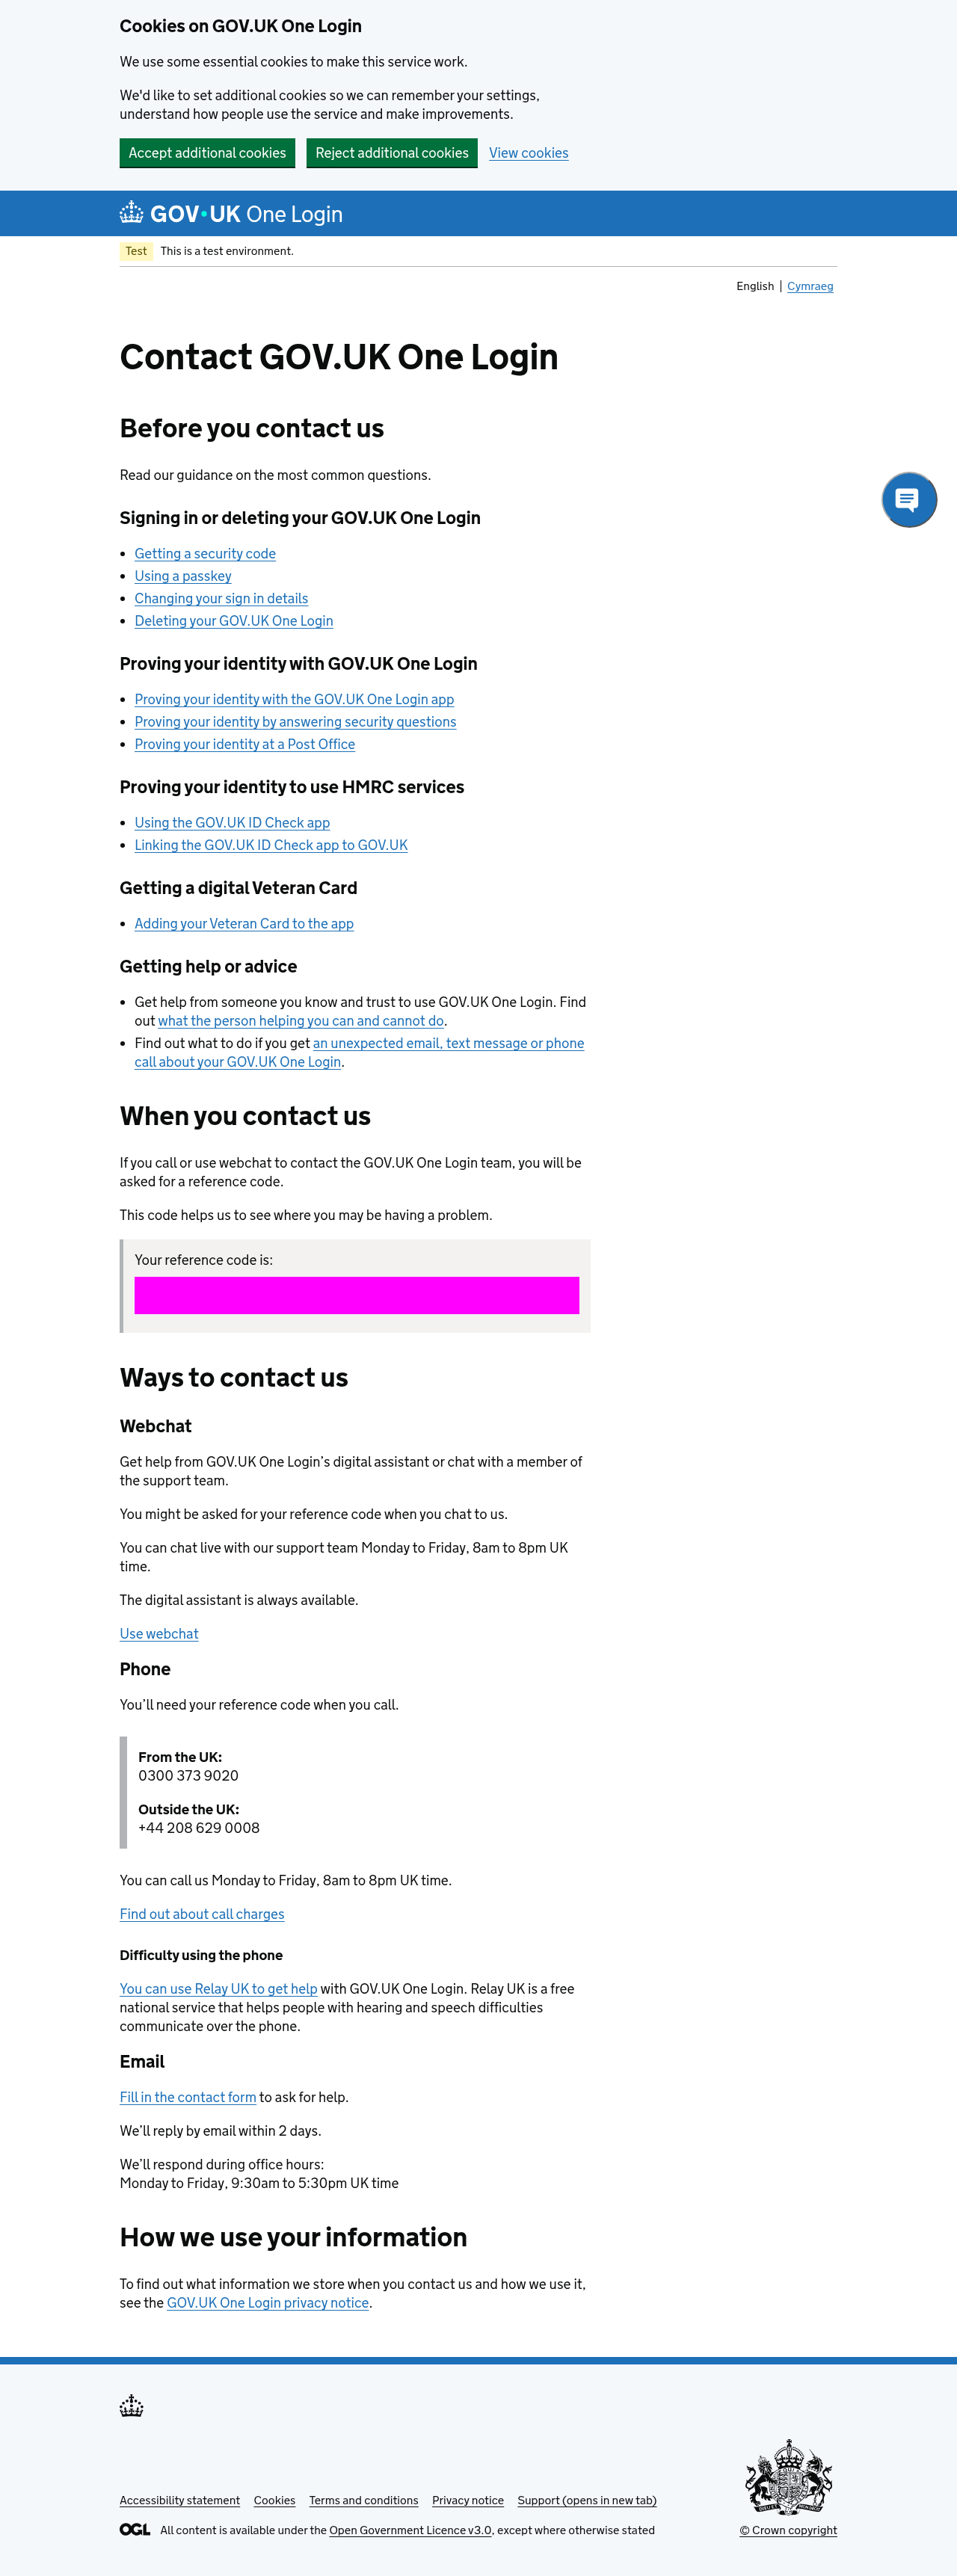 Cookies on GOV.UK One Login
We use some essential cookies to make this service work.
We'd like to set additional cookies so we can remember your settings,
understand how people use the service and make improvements.
Accept additional cookies Reject additional cookies View cookies
GOV·UK One Login
Test This is a test environment.
English | Cymraeg
Contact GOV.UK One Login
Before you contact us
Read our guidance on the most common questions.
Signing in or deleting your GOV.UK One Login
• Getting a security code
• Using a passkey
• Changing your sign in details
• Deleting your GOV.UK One Login
Proving your identity with GOV.UK One Login
• Proving your identity with the GOV.UK One Login app
• Proving your identity by answering security questions
• Proving your identity at a Post Office
Proving your identity to use HMRC services
• Using the GOV.UK ID Check app
• Linking the GOV.UK ID Check app to GOV.UK
Getting a digital Veteran Card
• Adding your Veteran Card to the app
Getting help or advice
• Get help from someone you know and trust to use GOV.UK One Login. Find
out what the person helping you can and cannot do.
• Find out what to do if you get an unexpected email, text message or phone
call about your GOV.UK One Login.
When you contact us
If you call or use webchat to contact the GOV.UK One Login team, you will be
asked for a reference code.
This code helps us to see where you may be having a problem.
Your reference code is:
Ways to contact us
Webchat
Get help from GOV.UK One Login’s digital assistant or chat with a member of
the support team.
You might be asked for your reference code when you chat to us.
You can chat live with our support team Monday to Friday, 8am to 8pm UK
time.
The digital assistant is always available.
Use webchat
Phone
You’ll need your reference code when you call.
From the UK:
0300 373 9020
Outside the UK:
+44 208 629 0008
You can call us Monday to Friday, 8am to 8pm UK time.
Find out about call charges
Difficulty using the phone
You can use Relay UK to get help with GOV.UK One Login. Relay UK is a free
national service that helps people with hearing and speech difficulties
communicate over the phone.
Email
Fill in the contact form to ask for help.
We’ll reply by email within 2 days.
We’ll respond during office hours:
Monday to Friday, 9:30am to 5:30pm UK time
How we use your information
To find out what information we store when you contact us and how we use it,
see the GOV.UK One Login privacy notice.
Accessibility statement Cookies Terms and conditions Privacy notice Support (opens in new tab)
OGL All content is available under the Open Government Licence v3.0, except where otherwise stated
© Crown copyright